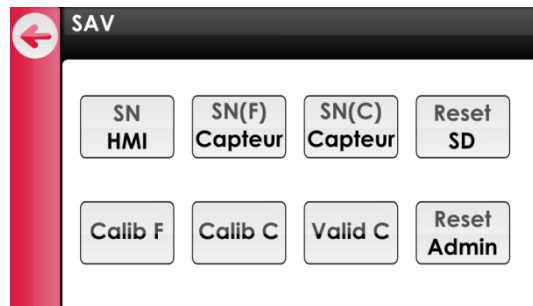 SAV
SN
HMI
SN(F)
Capteur
SN(C)
Capteur
Reset
SD
Calib F
Calib C
Valid C
Reset
Admin